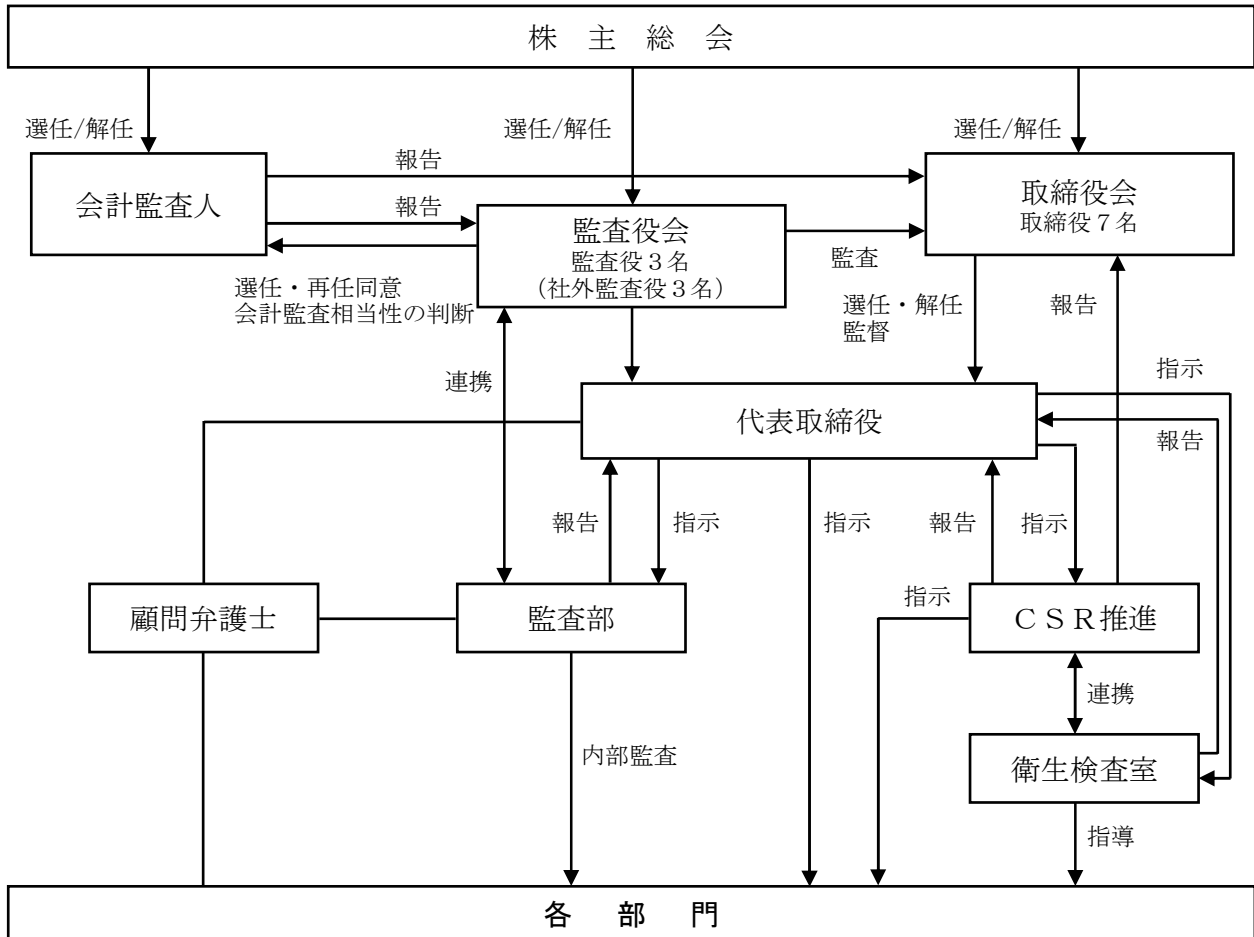 株 主 総 会
選任/解任
選任/解任
選任/解任
会計監査人
報告
報告
監査役会
監査役３名
（社外監査役３名）
取締役会
取締役７名
監査
選任・再任同意
会計監査相当性の判断
選任・解任
監督
報告
連携
指示
代表取締役
報告
報告
指示
指示
報告
指示
顧問弁護士
監査部
指示
ＣＳＲ推進
連携
内部監査
衛生検査室
指導
各 部 門